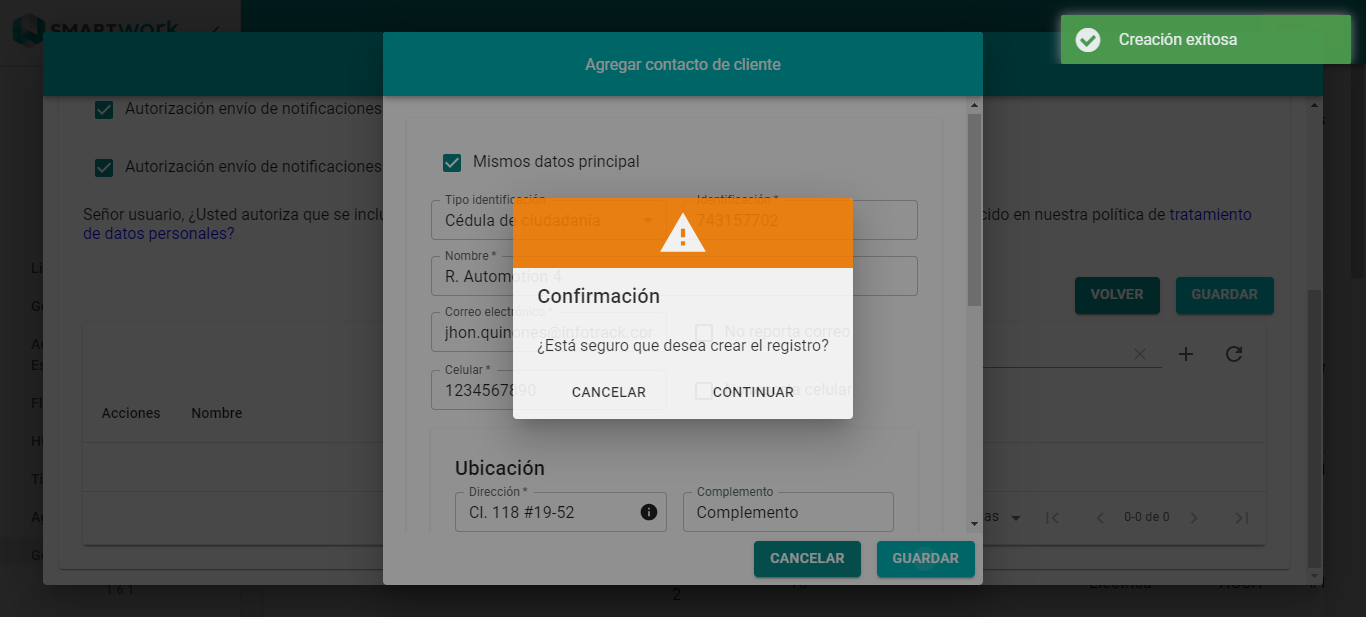 SMARTWORK
Creación exitosa
Agregar contacto de cliente
Autorización envío de notificaciones
Mismos datos principal
Autorización envío de notificaciones
Tipo identificación
Identificación *
Cédula de ciudadanía
743157702
Señor usuario, ¿Usted autoriza que se inclu
cido en nuestra política de tratamiento
de datos personales?
Nombre *
R. Automation 4
Confirmación
VOLVER
GUARDAR
Correo electrónico *
jhon.quinones@infotrack.cor
No reporta correo
¿Está seguro que desea crear el registro?
Celular *
1234567890
celular
CANCELAR
CONTINUAR
Acciones
Nombre
Ubicación
Dirección *
Cl. 118 #19-52
Complemento
Complemento
as
0-0 de 0
CANCELAR
GUARDAR
1.6.1
2